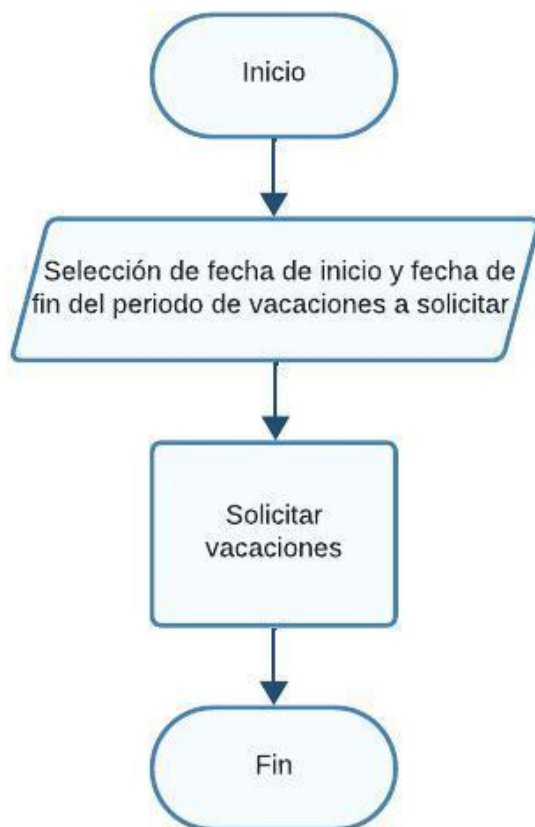 Inicio
Selección de fecha de inicio y fecha de
fin del periodo de vacaciones a solicitar
Solicitar
vacaciones
Fin